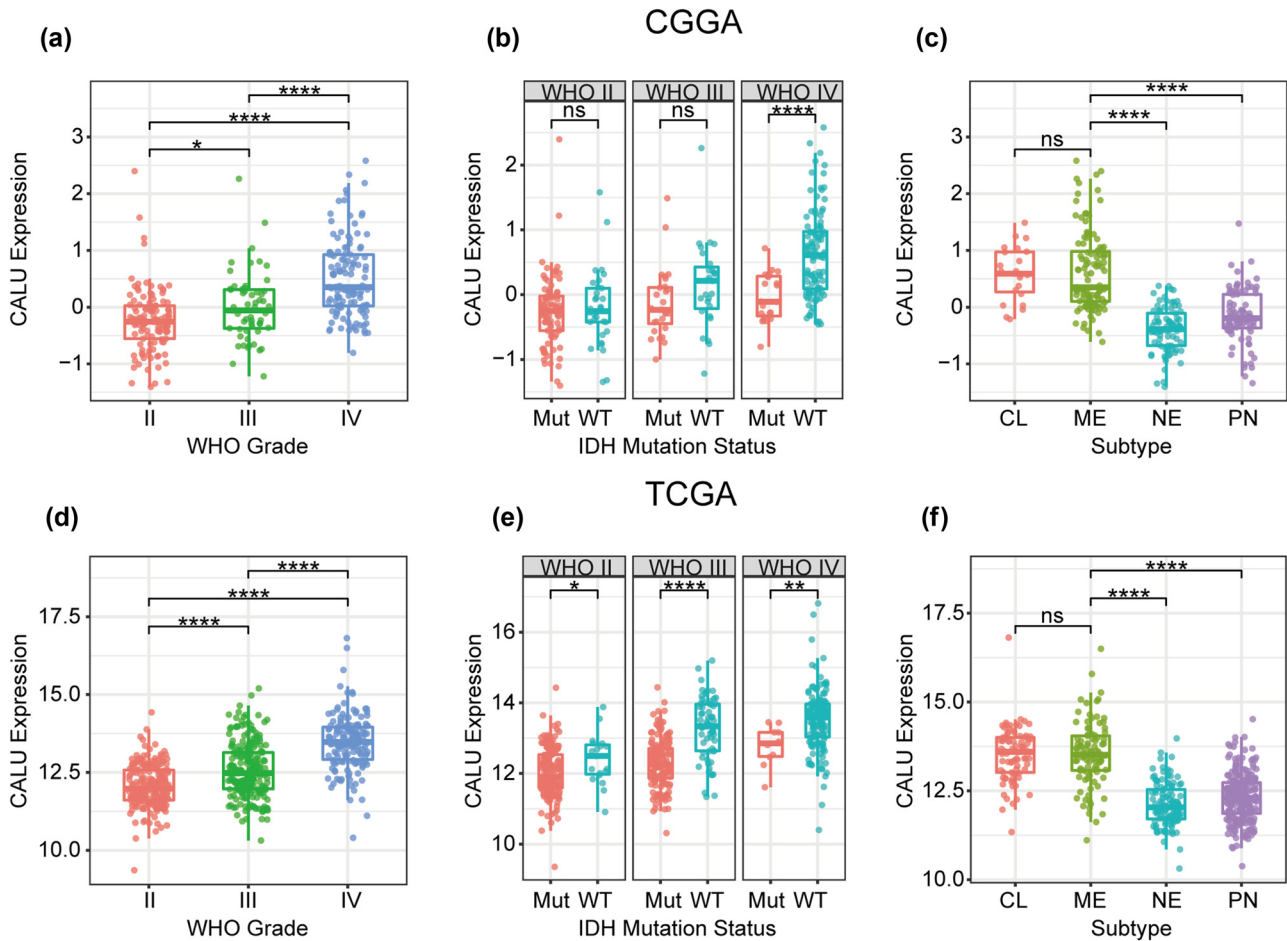 CGGA
(a)
(b)
(c)
CALU Expression
3
2
1
0
−1
*
****
****
II
III
IV
WHO Grade
CALU Expression
2
1
0
−1
WHO II
WHO III
WHO IV
ns
ns
****
Mut WT
Mut WT
Mut WT
IDH Mutation Status
CALU Expression
3
2
1
0
−1
ns
****
****
CL
ME
NE
PN
Subtype
TCGA
(d)
(e)
(f)
CALU Expression
17.5
15.0
12.5
10.0
****
****
****
II
III
IV
WHO Grade
CALU Expression
16
14
12
10
WHO II
WHO III
WHO IV
*
****
**
Mut WT
Mut WT
Mut WT
IDH Mutation Status
CALU Expression
17.5
15.0
12.5
10.0
ns
****
****
CL
ME
NE
PN
Subtype